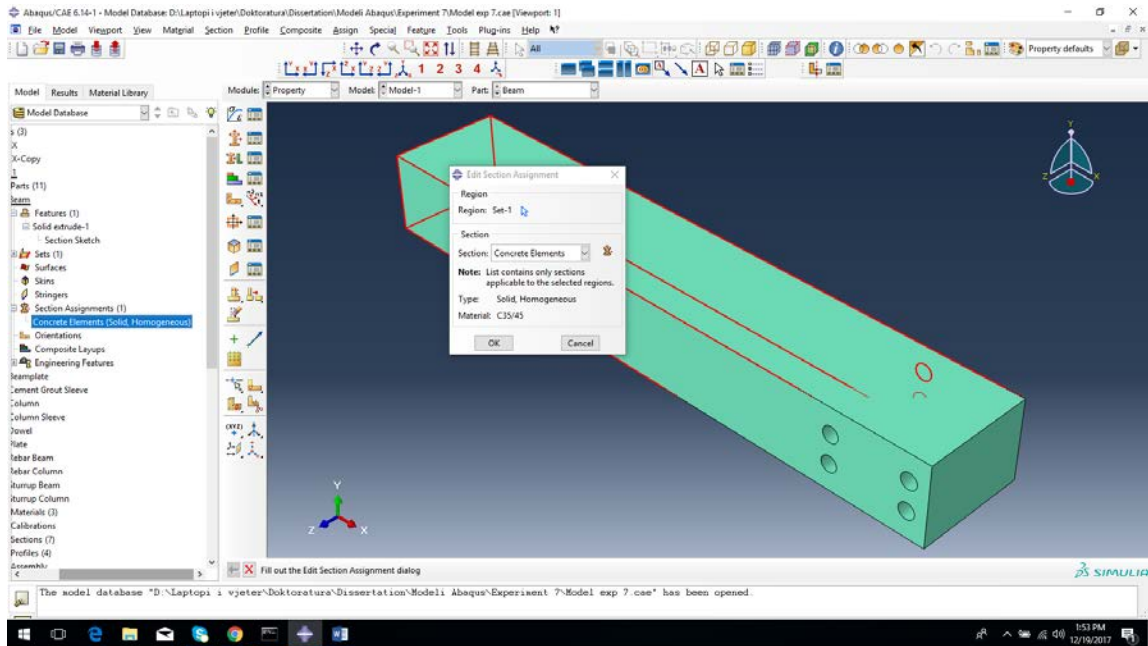 Abaqus/CAE 6.14-1 - Model Database: D:\Laptopi i vjeter\Doktoratura\Dissertation\Modeli Abaqus\Experiment 7\Model exp 7.cae [Viewport: 1]
File Model Viewport View Material Section Profile Composite Assign Special Feature Tools Plug-ins Help
All
Property defaults
1 2 3 4
Model Results Material Library
Module: Property Model: Model-1 Part: Beam
Model Database
s (3)
X
X-Copy
1
Parts (11)
Beam
Features (1)
Solid extrude-1
Section Sketch
Sets (1)
Surfaces
Skins
Stringers
Section Assignments (1)
Concrete Elements (Solid, Homogeneous)
Orientations
Composite Layups
Engineering Features
Beamplate
Cement Grout Sleeve
Column
Column Sleeve
Dowel
Plate
Rebar Beam
Rebar Column
Sturrup Beam
Sturrup Column
Materials (3)
Calibrations
Sections (7)
Profiles (4)
Assembly
Edit Section Assignment
Region
Region: Set-1
Section
Section: Concrete Elements
Note: List contains only sections
applicable to the selected regions.
Type: Solid, Homogeneous
Material: C35/45
OK Cancel
Y
Z X
Y
Z X
Fill out the Edit Section Assignment dialog
SIMULIA
The model database "D:\Laptopi i vjeter\Doktoratura\Dissertation\Modeli Abaqus\Experiment 7\Model exp 7.cae" has been opened.
1:53 PM
12/19/2017